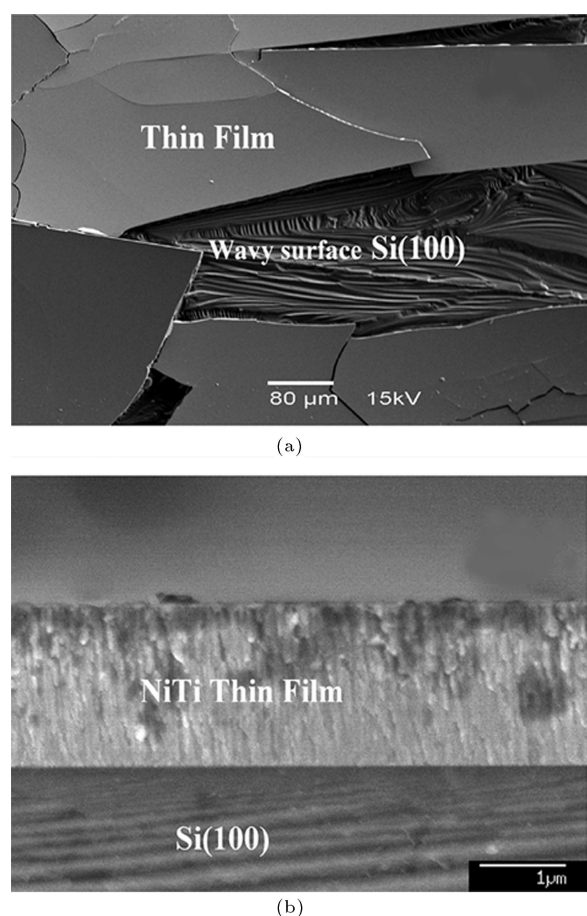 Thin Film
Wavy surface Si(100)
80 µm 15kV
(a)
NiTi Thin Film
Si(100)
1µm
(b)